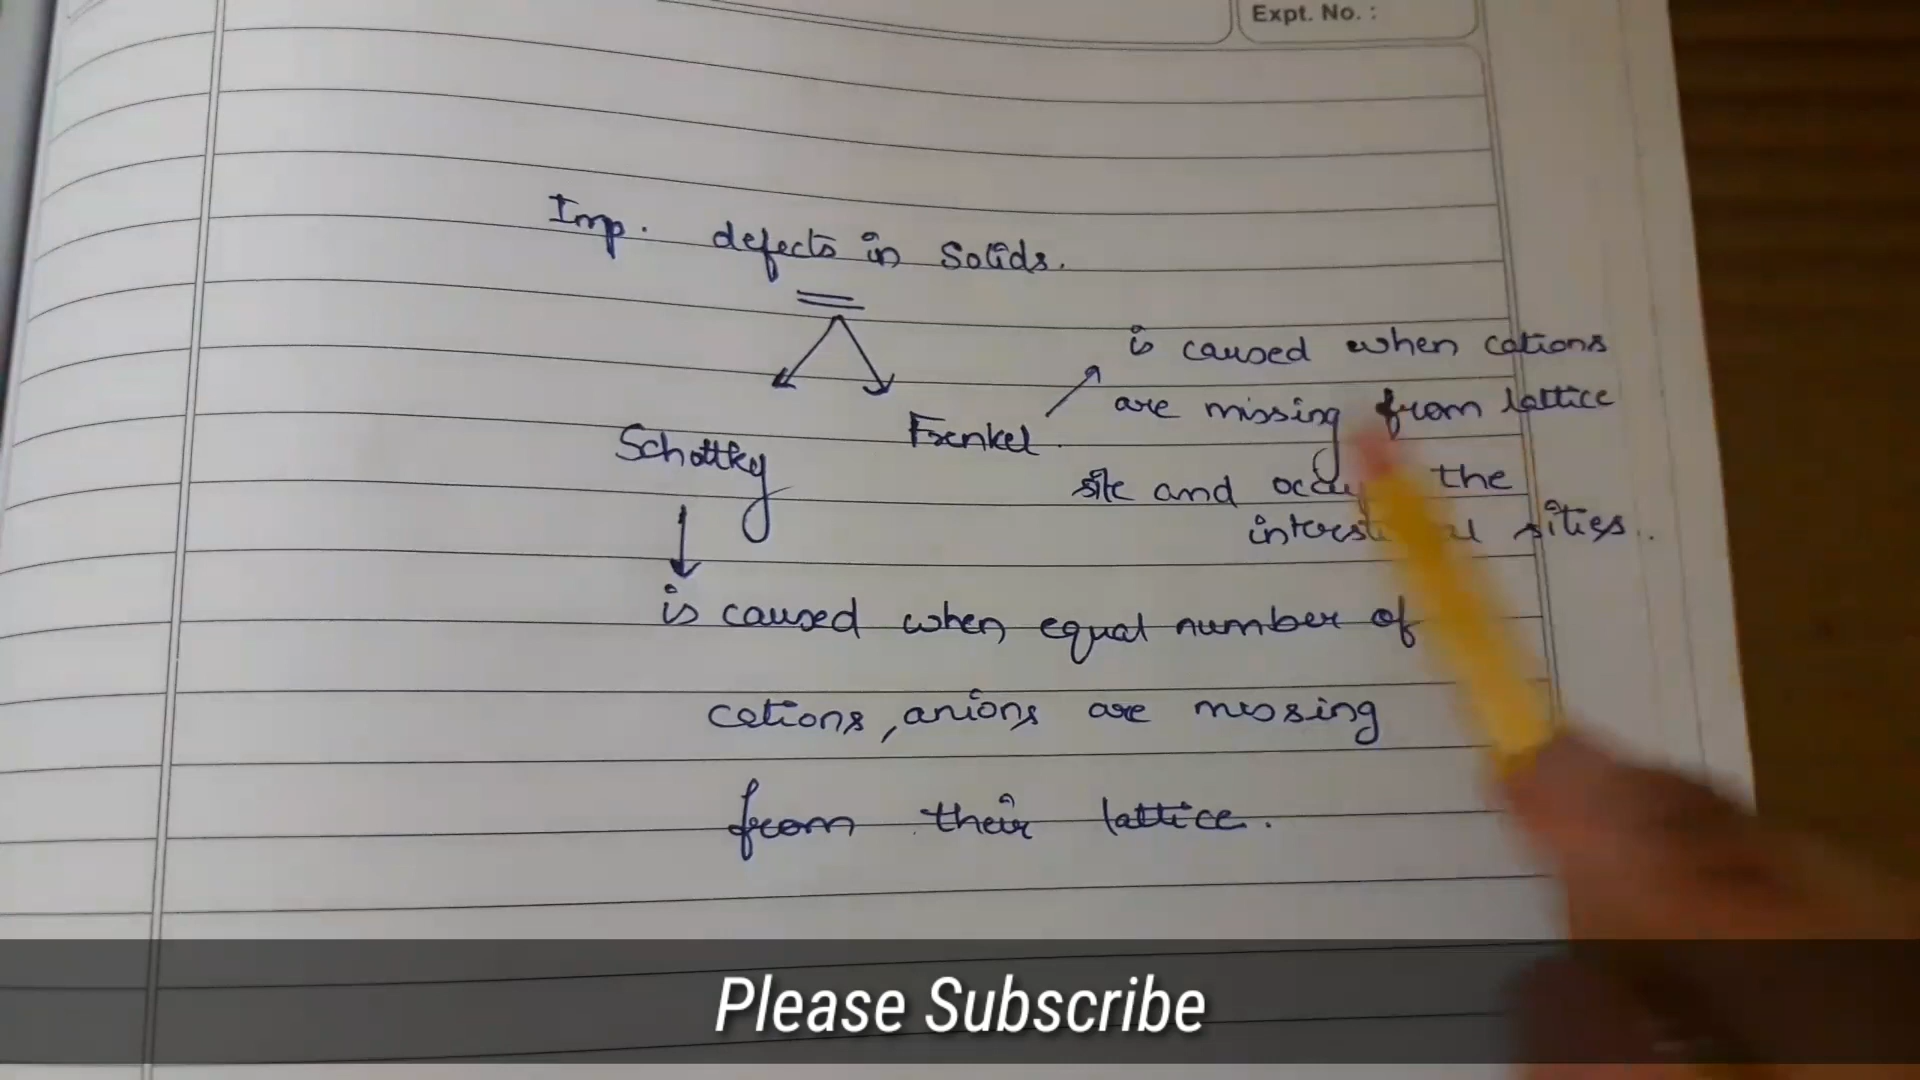 Expt. No. :
Imp. defects in Solids.
is caused when cations
are missing from lattice
Frenkel.
Schottky
site and occupy the
sities..
is caused when equal number of
cations, anions are missing
from their lattice.
Please Subscribe